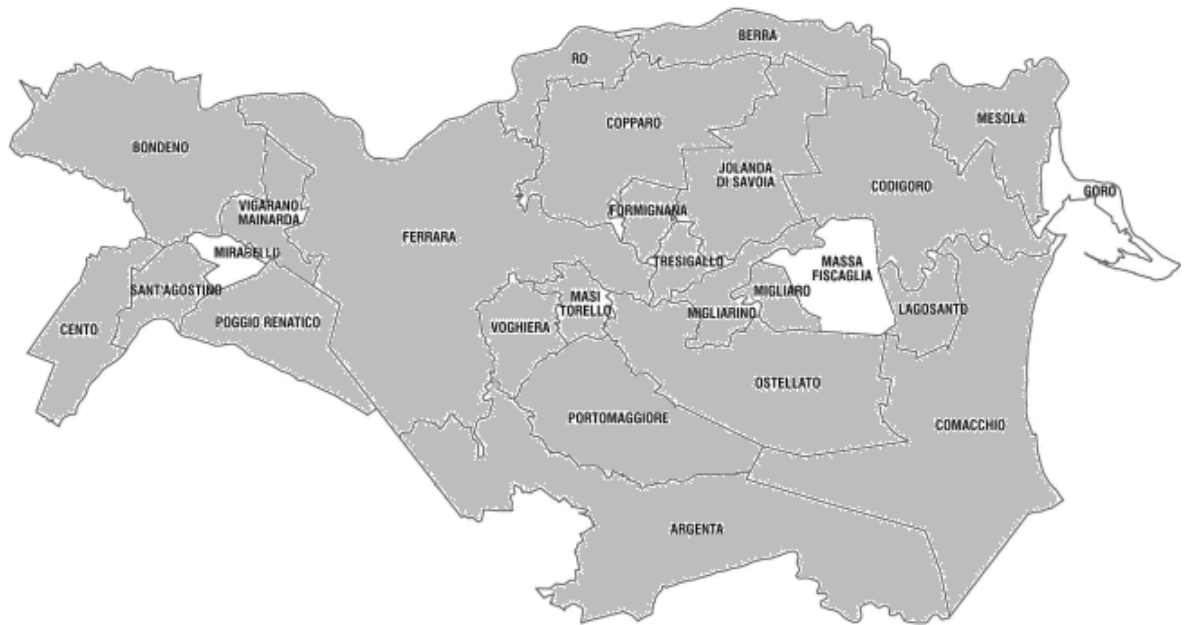 BERRA
RO
MESOLA
COPPARO
BONDENO
JOLANDA
DI SAVOIA
CODIGORO
GORO
VIGARANO
MAINARDA
FORMIGNANA
FERRARA
MIRABELLO
TRESIGALLO
MASSA
FISCAGLIA
SANT'AGOSTINO
MIGLIARO
MASI
TORELLO
LAGOSANTO
MIGLIARINO
POGGIO RENATICO
CENTO
VOGHIERA
OSTELLATO
PORTOMAGGIORE
COMACCHIO
ARGENTA